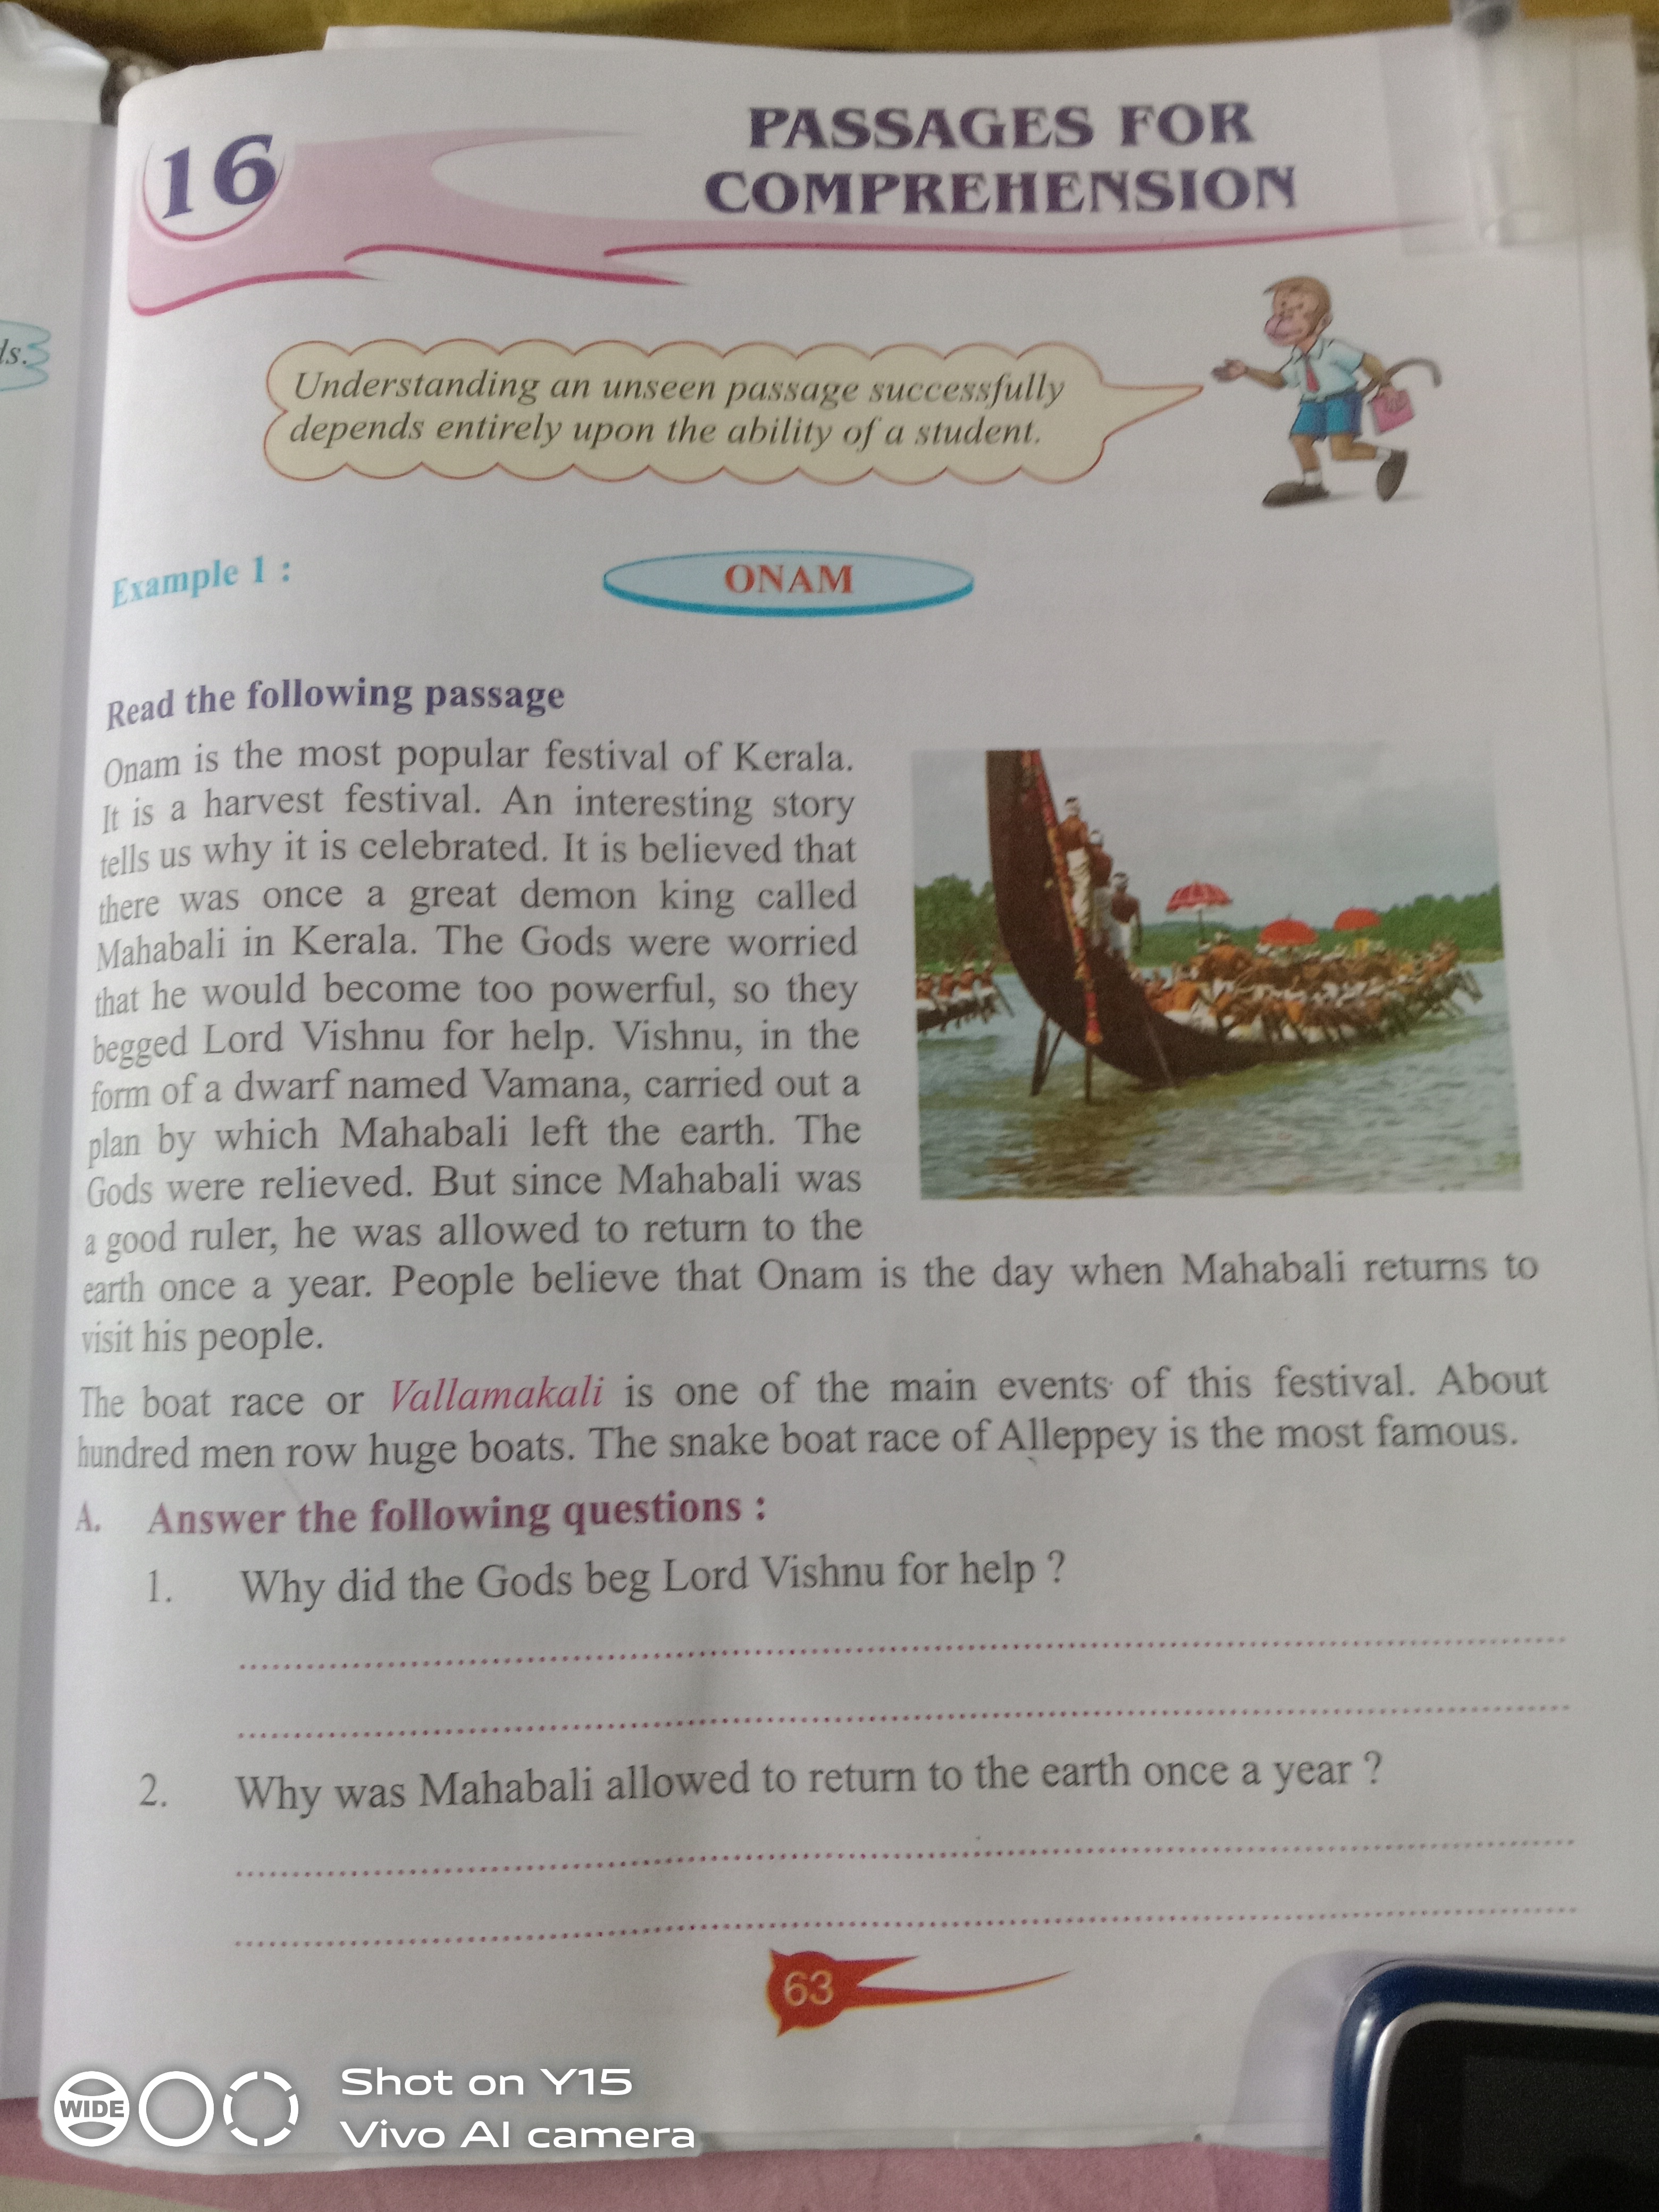 ls.
16
PASSAGES FOR
COMPREHENSION
Understanding an unseen passage successfully
depends entirely upon the ability of a student.
Example 1 :
ONAM
Read the following passage
Onam is the most popular festival of Kerala.
It is a harvest festival. An interesting story
tells us why it is celebrated. It is believed that
there was once a great demon king called
Mahabali in Kerala. The Gods were worried
that he would become too powerful, so they
begged Lord Vishnu for help. Vishnu, in the
form of a dwarf named Vamana, carried out a
plan by which Mahabali left the earth. The
Gods were relieved. But since Mahabali was
a good ruler, he was allowed to return to the
earth once a year. People believe that Onam is the day when Mahabali returns to
visit his people.
The boat race or Vallamakali is one of the main events of this festival. About
hundred men row huge boats. The snake boat race of Alleppey is the most famous.
A. Answer the following questions :
1. Why did the Gods beg Lord Vishnu for help ?
2. Why was Mahabali allowed to return to the earth once a year ?
63
WIDE
Shot on Y15
Vivo AI camera